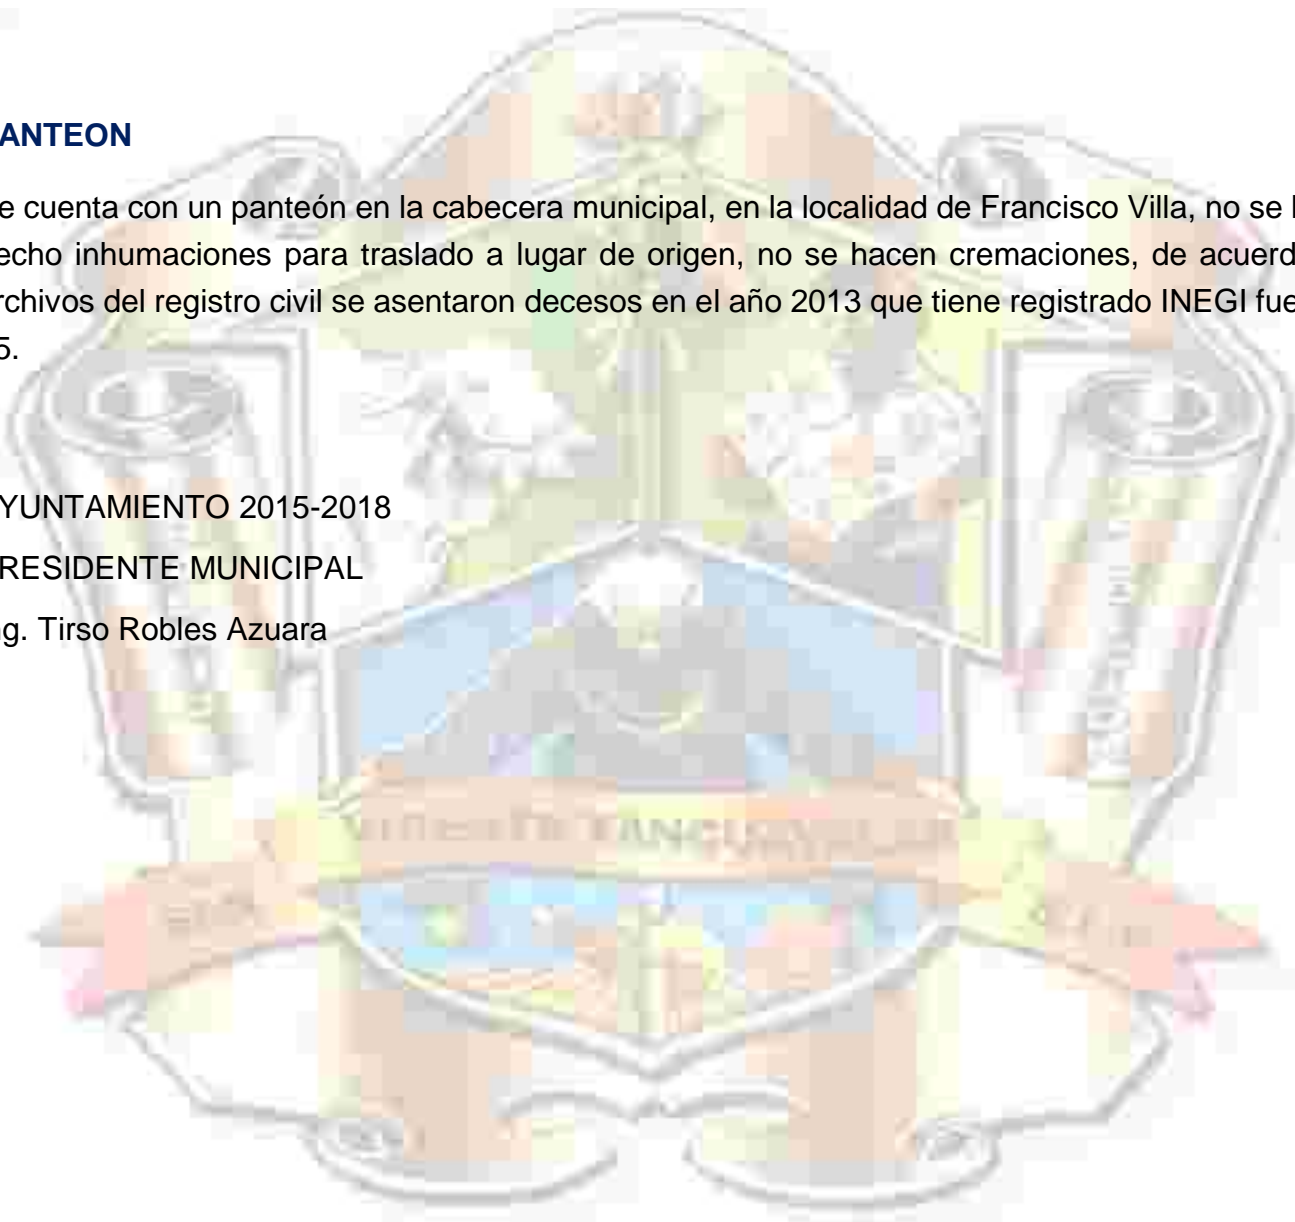 ANTEON
e cuenta con un panteón en la cabecera municipal, en la localidad de Francisco Villa, no se
echo inhumaciones para traslado a lugar de origen, no se hacen cremaciones, de acuerd
rchivos del registro civil se asentaron decesos en el año 2013 que tiene registrado INEGI fue
5.
YUNTAMIENTO 2015-2018
RESIDENTE MUNICIPAL
g. Tirso Robles Azuara